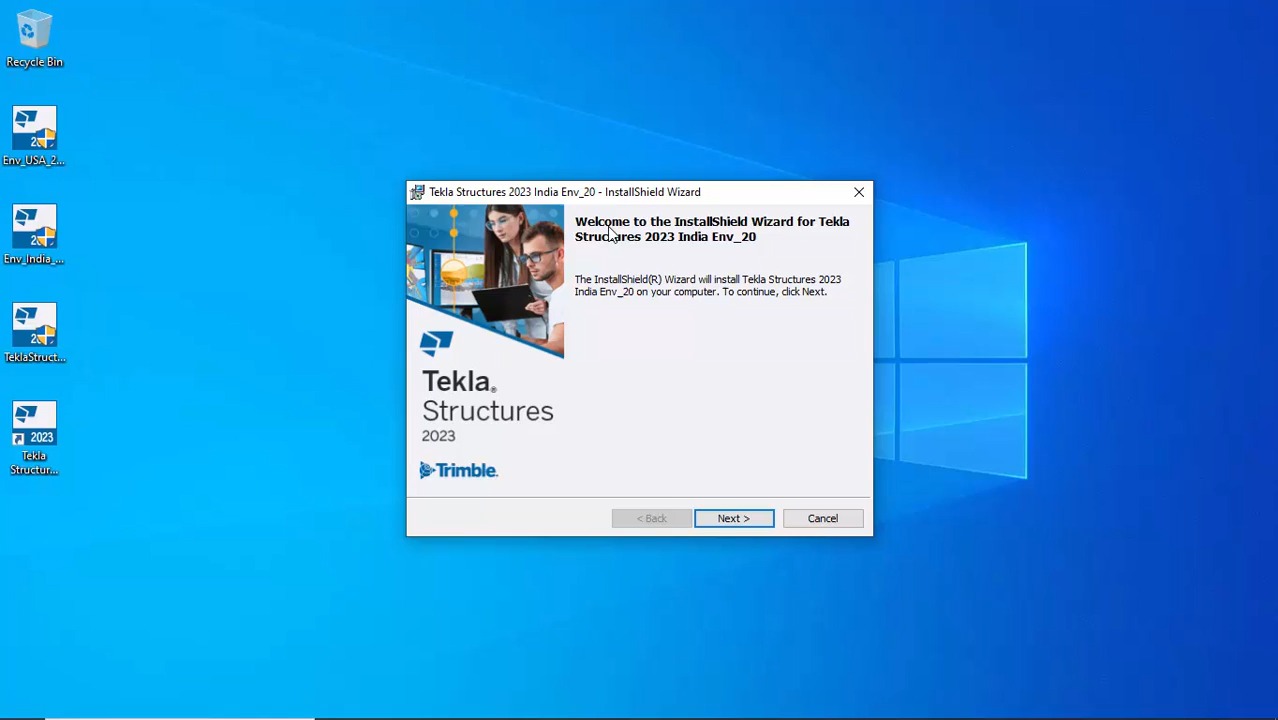 Recycle Bin
Env_USA_2...
Env_India_...
TeklaStruct...
2023
Tekla
Structur...
Tekla Structures 2023 India Env_20 - InstallShield Wizard
Welcome to the InstallShield Wizard for Tekla
Structures 2023 India Env_20
The InstallShield(R) Wizard will install Tekla Structures 2023
India Env_20 on your computer. To continue, click Next.
Tekla®
Structures
2023
Trimble.
< Back
Next >
Cancel